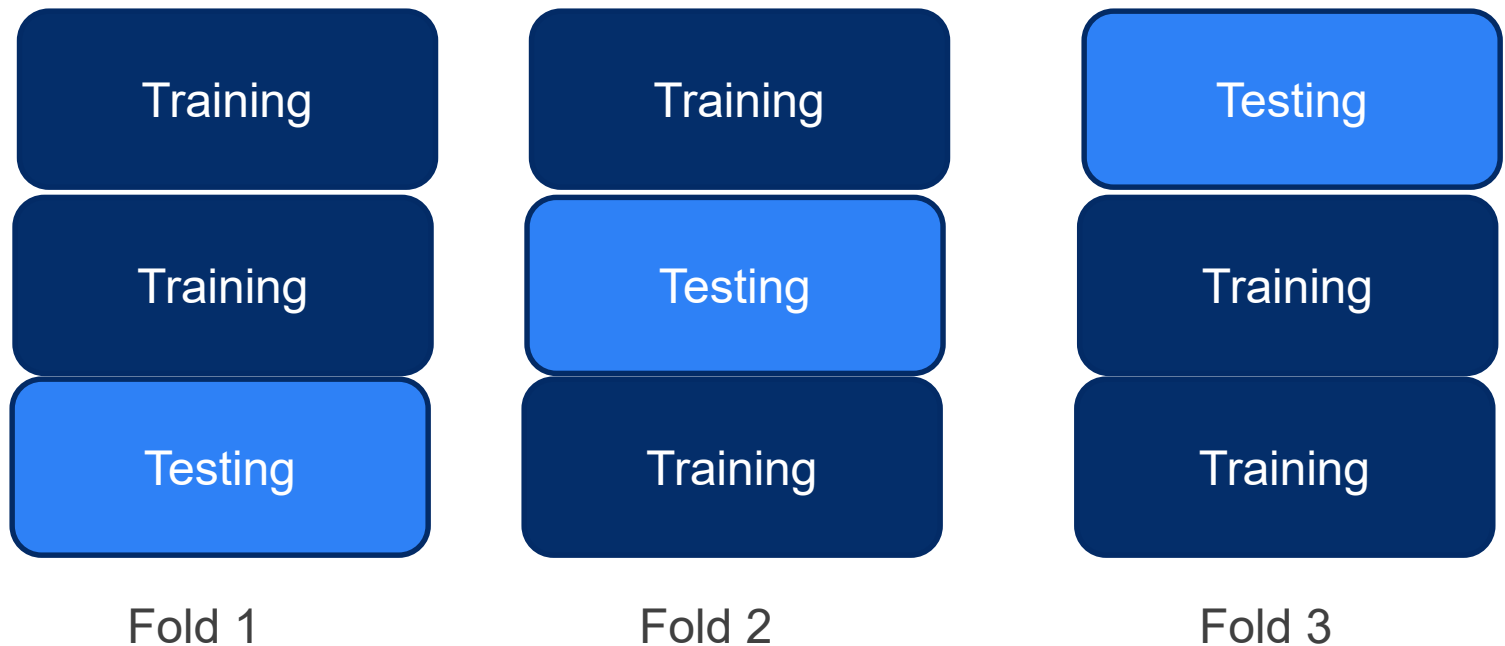 Training
Training
Testing
Training
Testing
Training
Testing
Training
Training
Fold 1
Fold 2
Fold 3